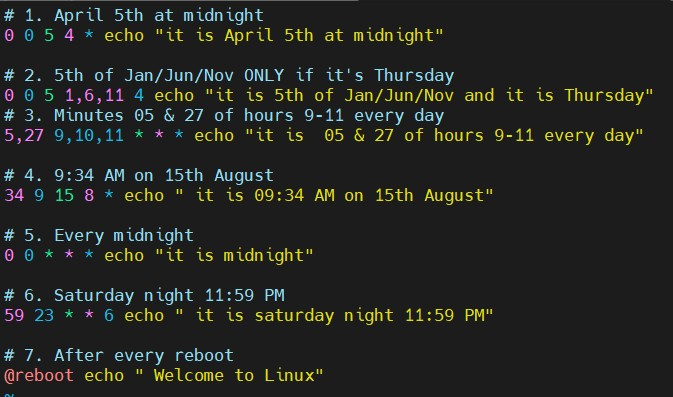 # 1. April 5th at midnight
0 0 5 4 * echo "it is April 5th at midnight"
# 2. 5th of Jan/Jun/Nov ONLY if it's Thursday
0 0 5 1,6,11 4 echo "it is 5th of Jan/Jun/Nov and it is Thursday"
# 3. Minutes 05 & 27 of hours 9-11 every day
5,27 9,10,11 * * * echo "it is  05 & 27 of hours 9-11 every day"
# 4. 9:34 AM on 15th August
34 9 15 8 * echo " it is 09:34 AM on 15th August"
# 5. Every midnight
0 0 * * * echo "it is midnight"
# 6. Saturday night 11:59 PM
59 23 * * 6 echo " it is saturday night 11:59 PM"
# 7. After every reboot
@reboot echo " Welcome to Linux"